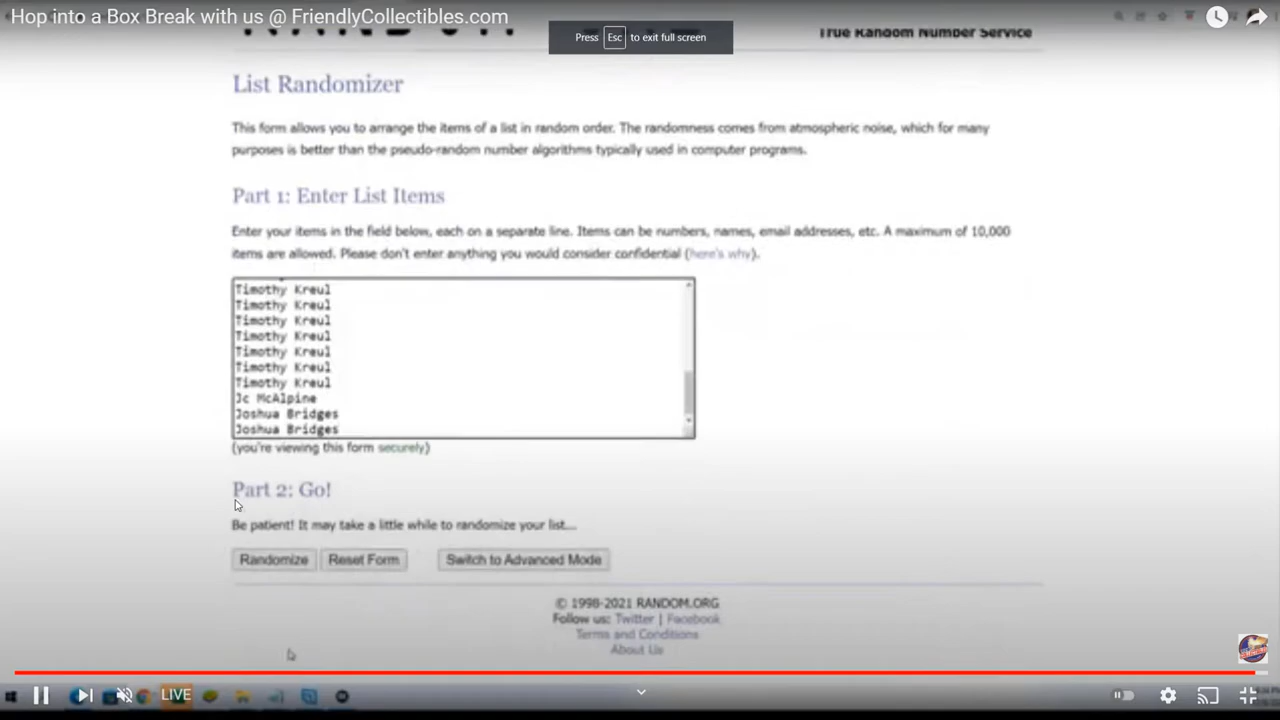 Hop into a Box Break with us @ FriendlyCollectibles.com
Press Esc to exit full screen
True Random Number Service
List Randomizer
This form allows you to arrange the items of a list in random order. The randomness comes from atmospheric noise, which for many
purposes is better than the pseudo-random number algorithms typically used in computer programs.
Part 1: Enter List Items
Enter your items in the field below, each on a separate line. Items can be numbers, names, email addresses, etc. A maximum of 10,000
items are allowed. Please don't enter anything you would consider confidential (here's why).
Timothy Kreul
Timothy Kreul
Timothy Kreul
Timothy Kreul
Timothy Kreul
Timothy Kreul
Timothy Kreul
Jc McAlpine
Joshua Bridges
Joshua Bridges
(you're viewing this form securely)
Part 2: Go!
Be patient! It may take a little while to randomize your list...
Randomize Reset Form Switch to Advanced Mode
© 1998-2021 RANDOM.ORG
Follow us: Twitter | Facebook
Terms and Conditions
About Us
LIVE